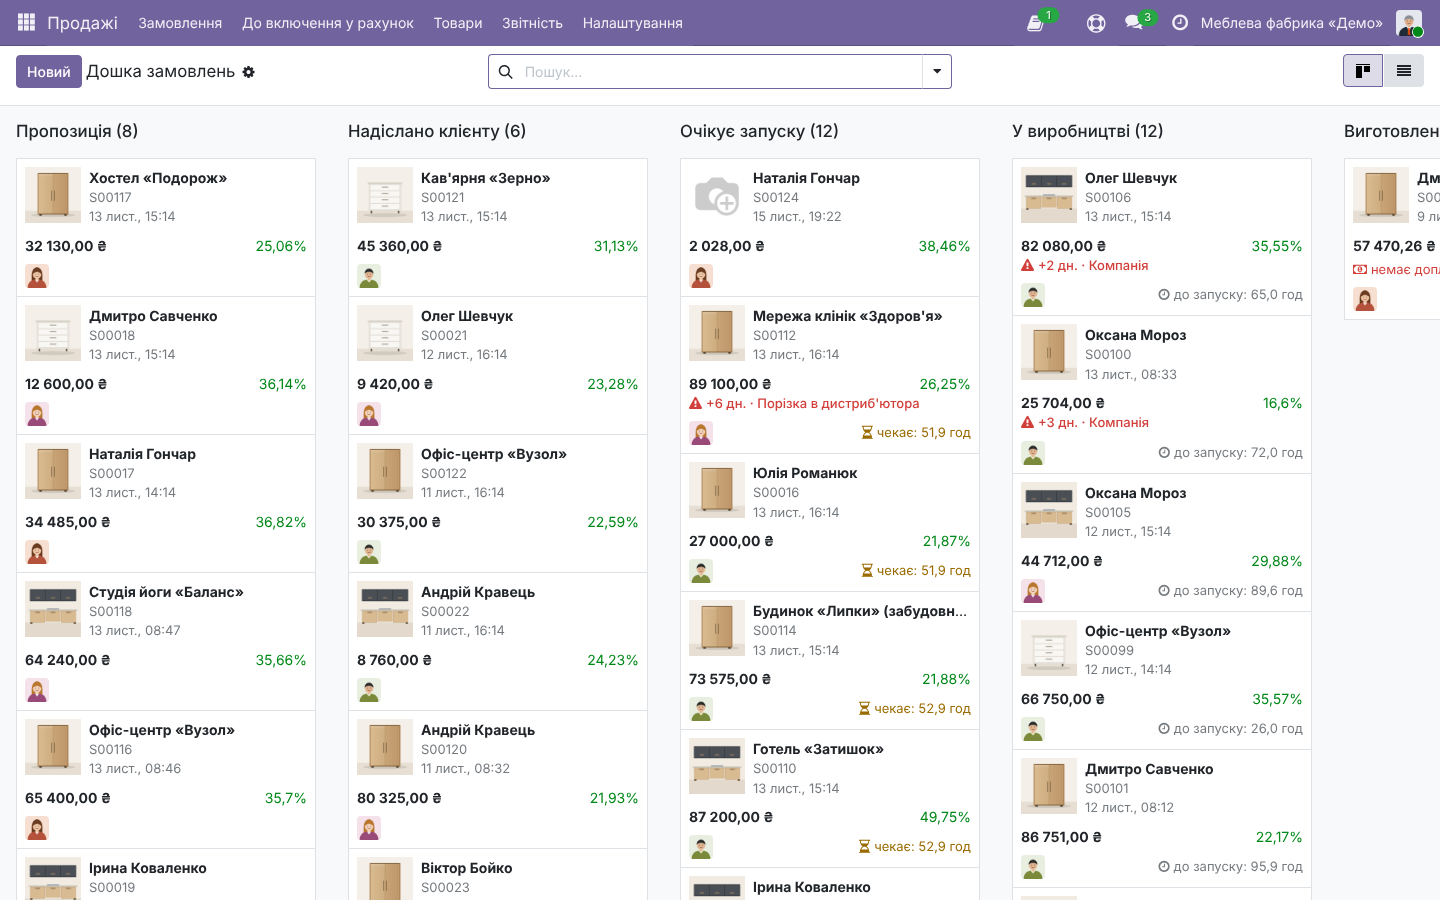 Продажі Замовлення До включення у рахунок Товари Звітність Налаштування 1 3 Меблева фабрика «Демо»
Новий Дошка замовлень Пошук...
Пропозиція (8)
Хостел «Подорож»
S00117
13 лист., 15:14
32 130,00 ₴ 25,06%
Дмитро Савченко
S00018
13 лист., 15:14
12 600,00 ₴ 36,14%
Наталія Гончар
S00017
13 лист., 14:14
34 485,00 ₴ 36,82%
Студія йоги «Баланс»
S00118
13 лист., 08:47
64 240,00 ₴ 35,66%
Офіс-центр «Вузол»
S00116
13 лист., 08:46
65 400,00 ₴ 35,7%
Ірина Коваленко
S00019
Надіслано клієнту (6)
Кав'ярня «Зерно»
S00121
13 лист., 15:14
45 360,00 ₴ 31,13%
Олег Шевчук
S00021
12 лист., 16:14
9 420,00 ₴ 23,28%
Офіс-центр «Вузол»
S00122
11 лист., 16:14
30 375,00 ₴ 22,59%
Андрій Кравець
S00022
11 лист., 16:14
8 760,00 ₴ 24,23%
Андрій Кравець
S00120
11 лист., 08:32
80 325,00 ₴ 21,93%
Віктор Бойко
S00023
Очікує запуску (12)
Наталія Гончар
S00124
15 лист., 19:22
2 028,00 ₴ 38,46%
Мережа клінік «Здоров'я»
S00112
13 лист., 16:14
89 100,00 ₴ 26,25%
+6 дн. · Порізка в дистриб'ютора
чекає: 51,9 год
Юлія Романюк
S00016
13 лист., 16:14
27 000,00 ₴ 21,87%
чекає: 51,9 год
Будинок «Липки» (забудовн...
S00114
13 лист., 15:14
73 575,00 ₴ 21,88%
чекає: 52,9 год
Готель «Затишок»
S00110
13 лист., 15:14
87 200,00 ₴ 49,75%
чекає: 52,9 год
Ірина Коваленко
У виробництві (12)
Олег Шевчук
S00106
13 лист., 15:14
82 080,00 ₴ 35,55%
+2 дн. · Компанія
до запуску: 65,0 год
Оксана Мороз
S00100
13 лист., 08:33
25 704,00 ₴ 16,6%
+3 дн. · Компанія
до запуску: 72,0 год
Оксана Мороз
S00105
12 лист., 15:14
44 712,00 ₴ 29,88%
до запуску: 89,6 год
Офіс-центр «Вузол»
S00099
12 лист., 14:14
66 750,00 ₴ 35,57%
до запуску: 26,0 год
Дмитро Савченко
S00101
12 лист., 08:12
86 751,00 ₴ 22,17%
до запуску: 95,9 год
Виготовлен
Дм
S00
9 ли
57 470,26 ₴
немає допл